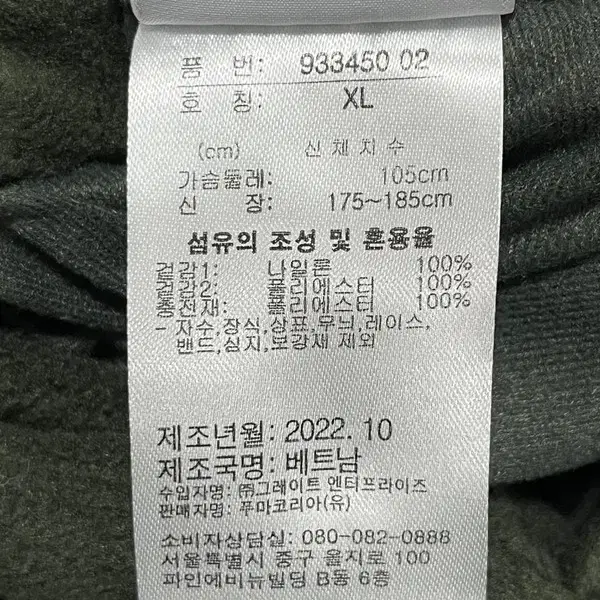 품 번: 933450 02
호 칭: XL
(cm) 신체치수
가슴둘레: 105cm
신 장: 175~185cm
섬유의 조성 및 혼용율
겉감1: 나일론 100%
겉감2: 폴리에스터 100%
충전재: 폴리에스터 100%
- 자수,장식,상표,무늬,레이스,
밴드,심지,보강재 제외
제조년월: 2022. 10
제조국명: 베트남
수입자명: ㈜그레이트 엔터프라이즈
판매자명: 푸마코리아(유)
소비자상담실: 080-082-0888
서울특별시 중구 을지로 100
파인에비뉴빌딩 B동 6층